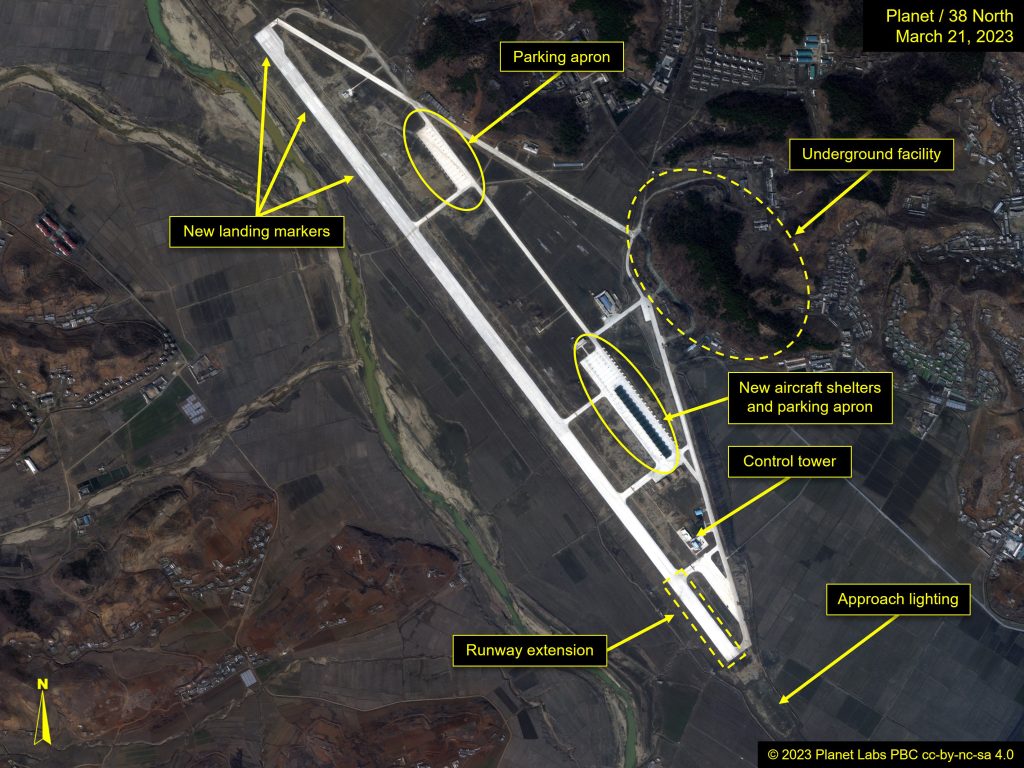 Planet / 38 North
March 21, 2023
Parking apron
Underground facility
New landing markers
New aircraft shelters
and parking apron
Control tower
Approach lighting
Runway extension
N
© 2023 Planet Labs PBC cc-by-nc-sa 4.0